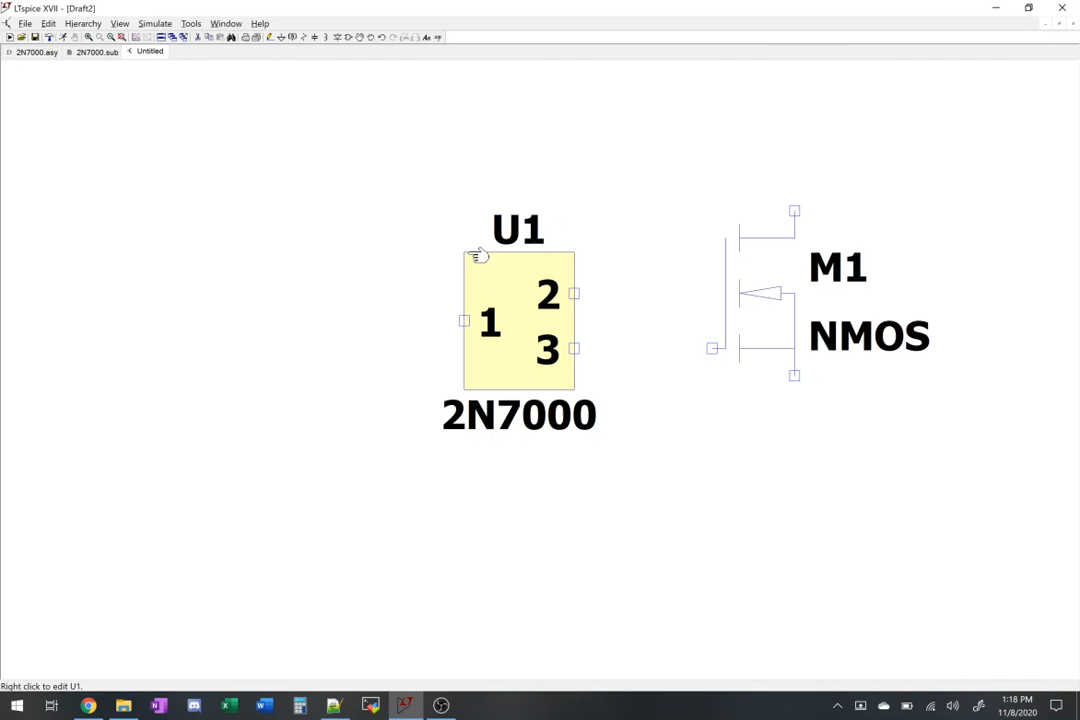 LTspice XVII - [Draft2]
File Edit Hierarchy View Simulate Tools Window Help
2N7000.asy 2N7000.sub Untitled
U1
1
2
3
2N7000
M1
NMOS
Right click to edit U1.
1:18 PM
11/8/2020